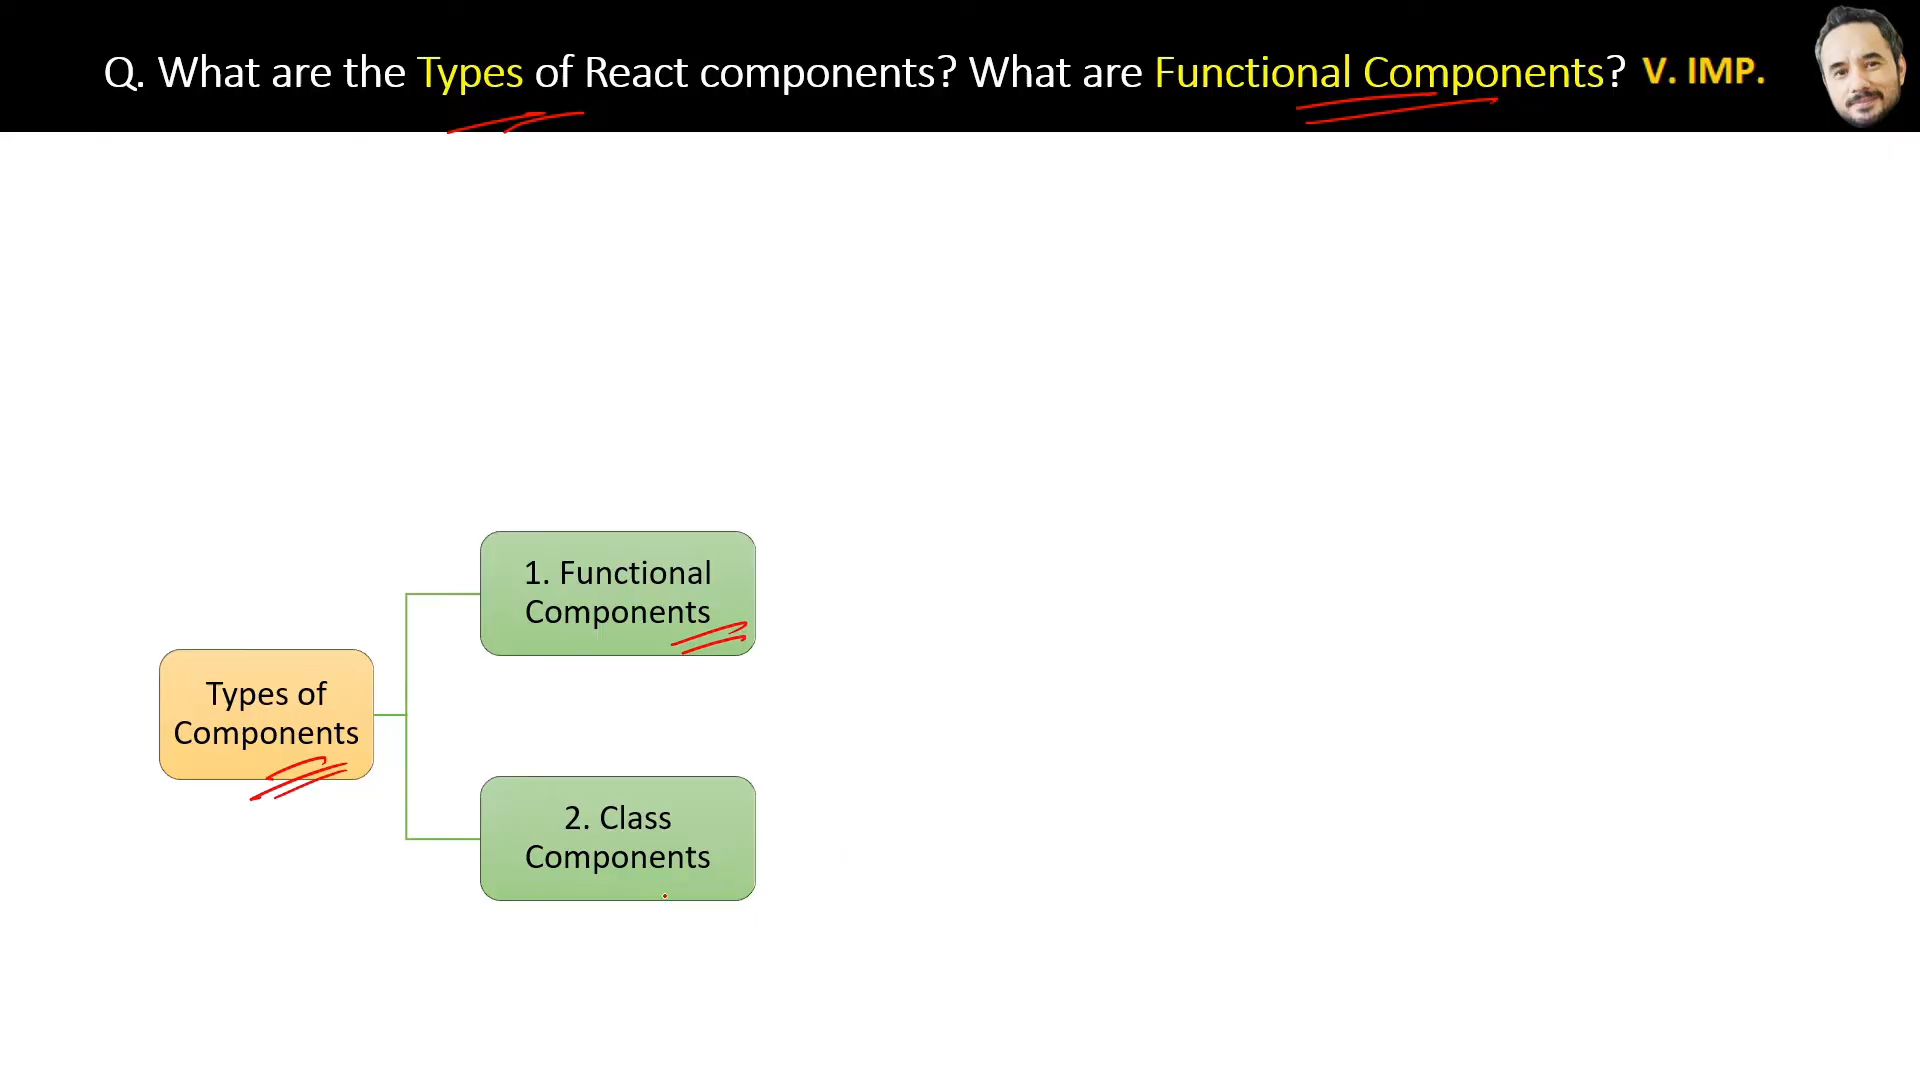 Q. What are the Types of React components? What are Functional Components? V. IMP.
1. Functional
Components
Types of
Components
2. Class
Components